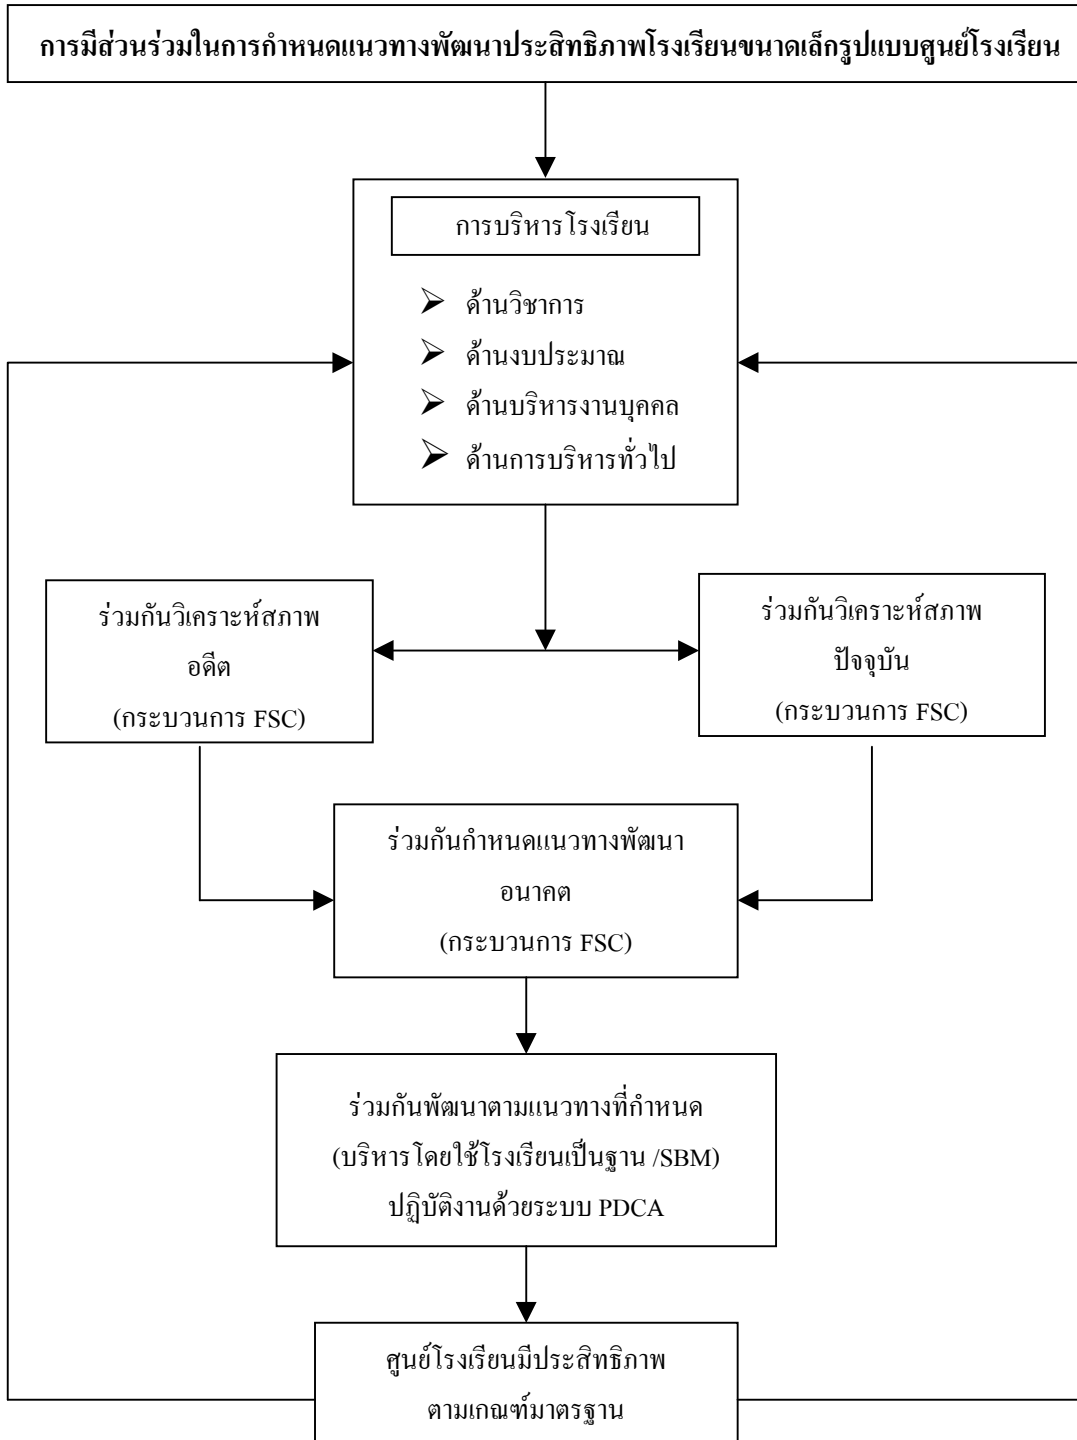 การมีส่วนร่วมในการกำหนดแนวทางพัฒนาประสิทธิภาพโรงเรียนขนาดเล็กรูปแบบศูนย์โรงเรียน
การบริหารโรงเรียน
ด้านวิชาการ
ด้านงบประมาณ
ด้านบริหารงานบุคคล
ด้านการบริหารทั่วไป
ร่วมกันวิเคราะห์สภาพ
อดีต
(กระบวนการ FSC)
ร่วมกันวิเคราะห์สภาพ
ปัจจุบัน
(กระบวนการ FSC)
ร่วมกันกำหนดแนวทางพัฒนา
อนาคต
(กระบวนการ FSC)
ร่วมกันพัฒนาตามแนวทางที่กำหนด
(บริหารโดยใช้โรงเรียนเป็นฐาน /SBM)
ปฏิบัติงานด้วยระบบ PDCA
ศูนย์โรงเรียนมีประสิทธิภาพ
ตามเกณฑ์มาตรฐาน